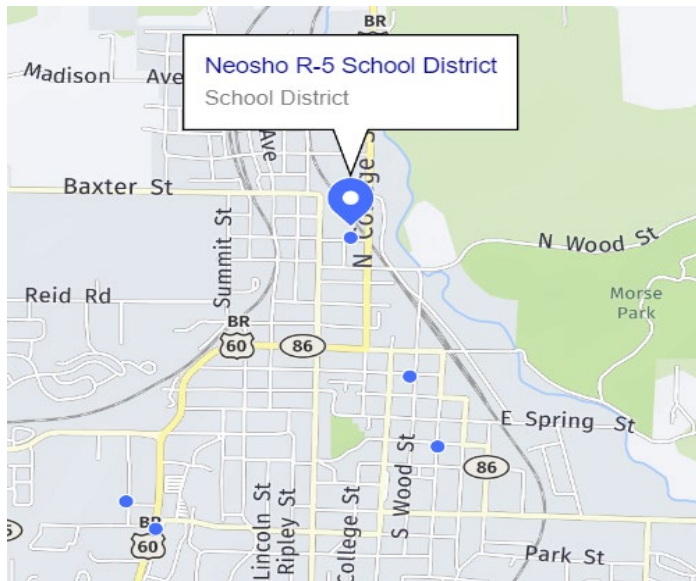 BR
Neosho R-5 School District
School District
Madison Ave
Ave
Baxter St
Summit St
N College S
N Wood St
Reid Rd
Morse
Park
BR
60
86
E Spring St
S Wood St
86
Lincoln St
Ripley St
College St
BR
60
Park St